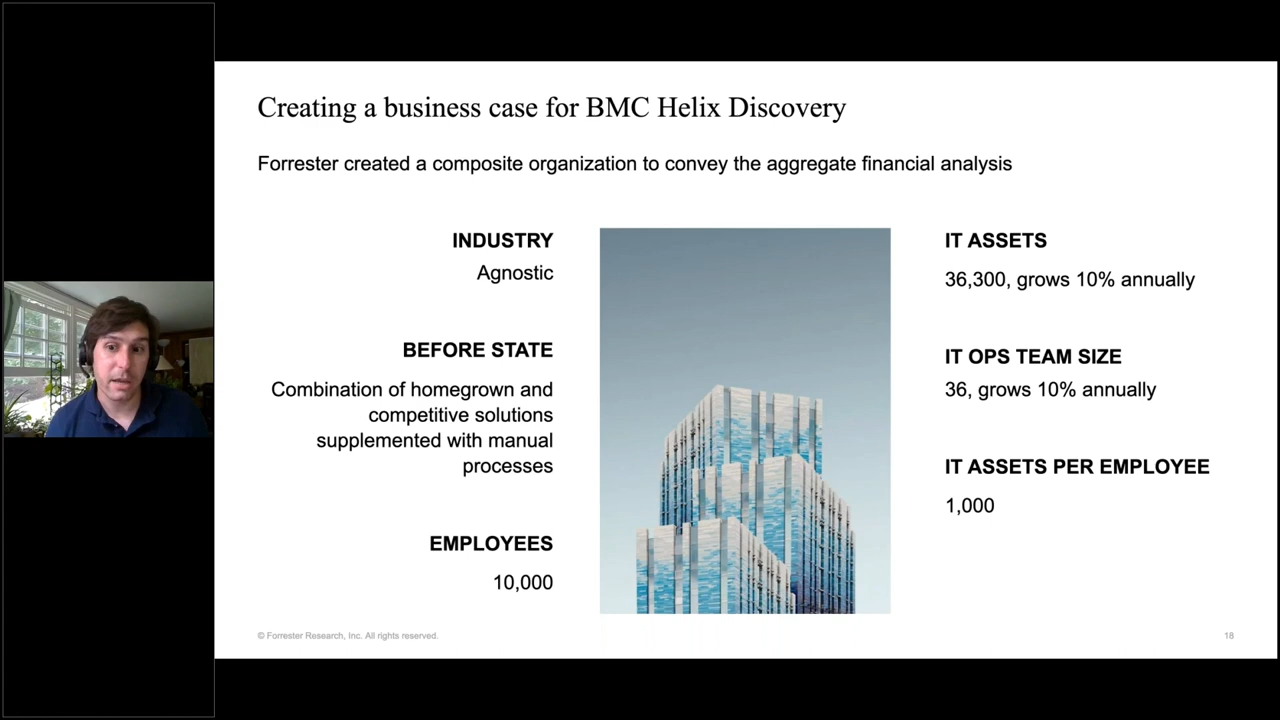 Creating a business case for BMC Helix Discovery
Forrester created a composite organization to convey the aggregate financial analysis
INDUSTRY
Agnostic
BEFORE STATE
Combination of homegrown and
competitive solutions
supplemented with manual
processes
EMPLOYEES
10,000
IT ASSETS
36,300, grows 10% annually
IT OPS TEAM SIZE
36, grows 10% annually
IT ASSETS PER EMPLOYEE
1,000
© Forrester Research, Inc. All rights reserved.
18